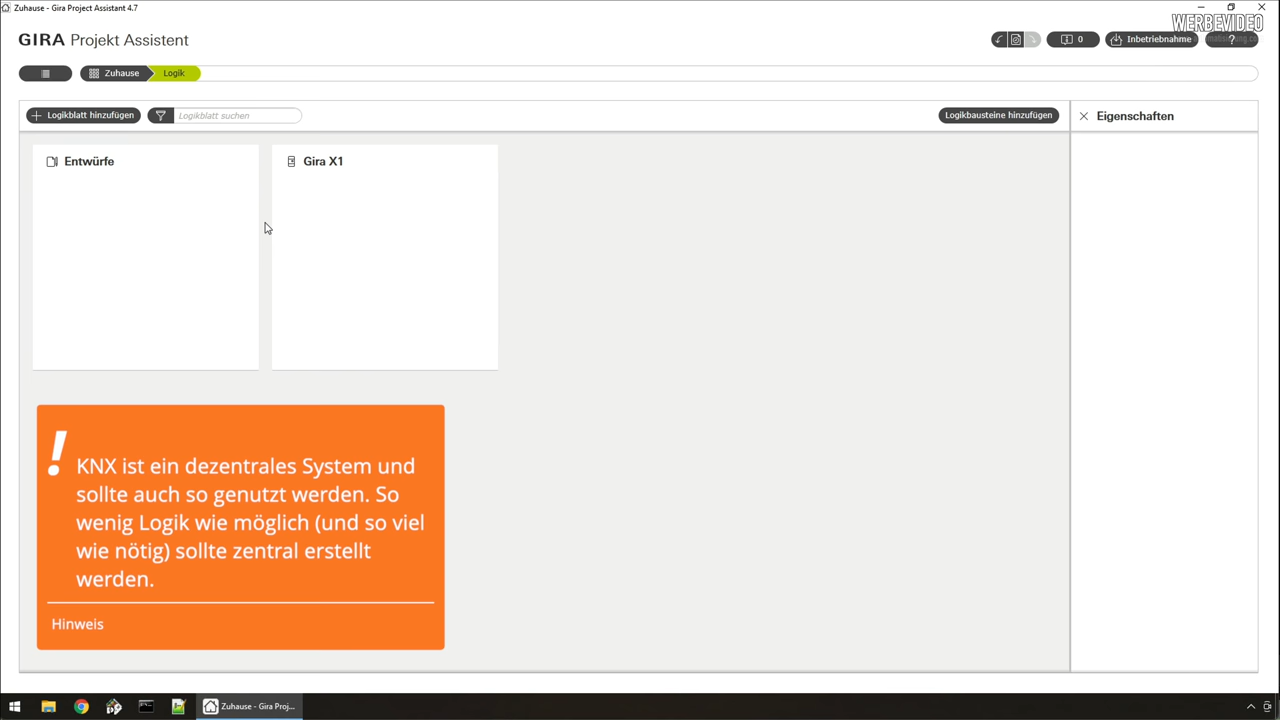 Zuhause - Gira Project Assistant 4.7
WERBEVIDEO
GIRA Projekt Assistent
0
Inbetriebnahme
?
Zuhause
Logik
Logikblatt hinzufügen
Logikblatt suchen
Logikbausteine hinzufügen
Eigenschaften
Entwürfe
Gira X1
! KNX ist ein dezentrales System und
sollte auch so genutzt werden. So
wenig Logik wie möglich (und so viel
wie nötig) sollte zentral erstellt
werden.
Hinweis
Zuhause - Gira Proj...